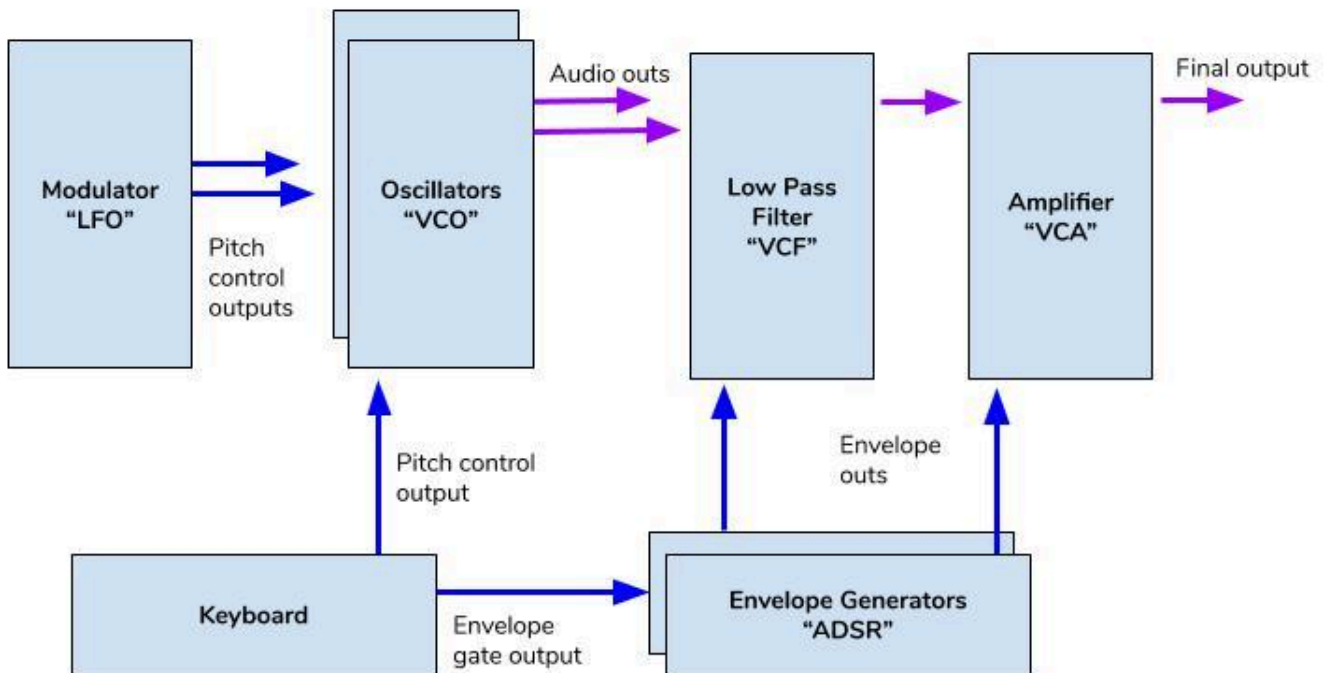 Modulator
“LFO”
Pitch
control
outputs
Oscillators
“VCO”
Audio outs
Low Pass
Filter
“VCF”
Amplifier
“VCA”
Final output
Pitch control
output
Envelope
outs
Keyboard
Envelope
gate output
Envelope Generators
“ADSR”